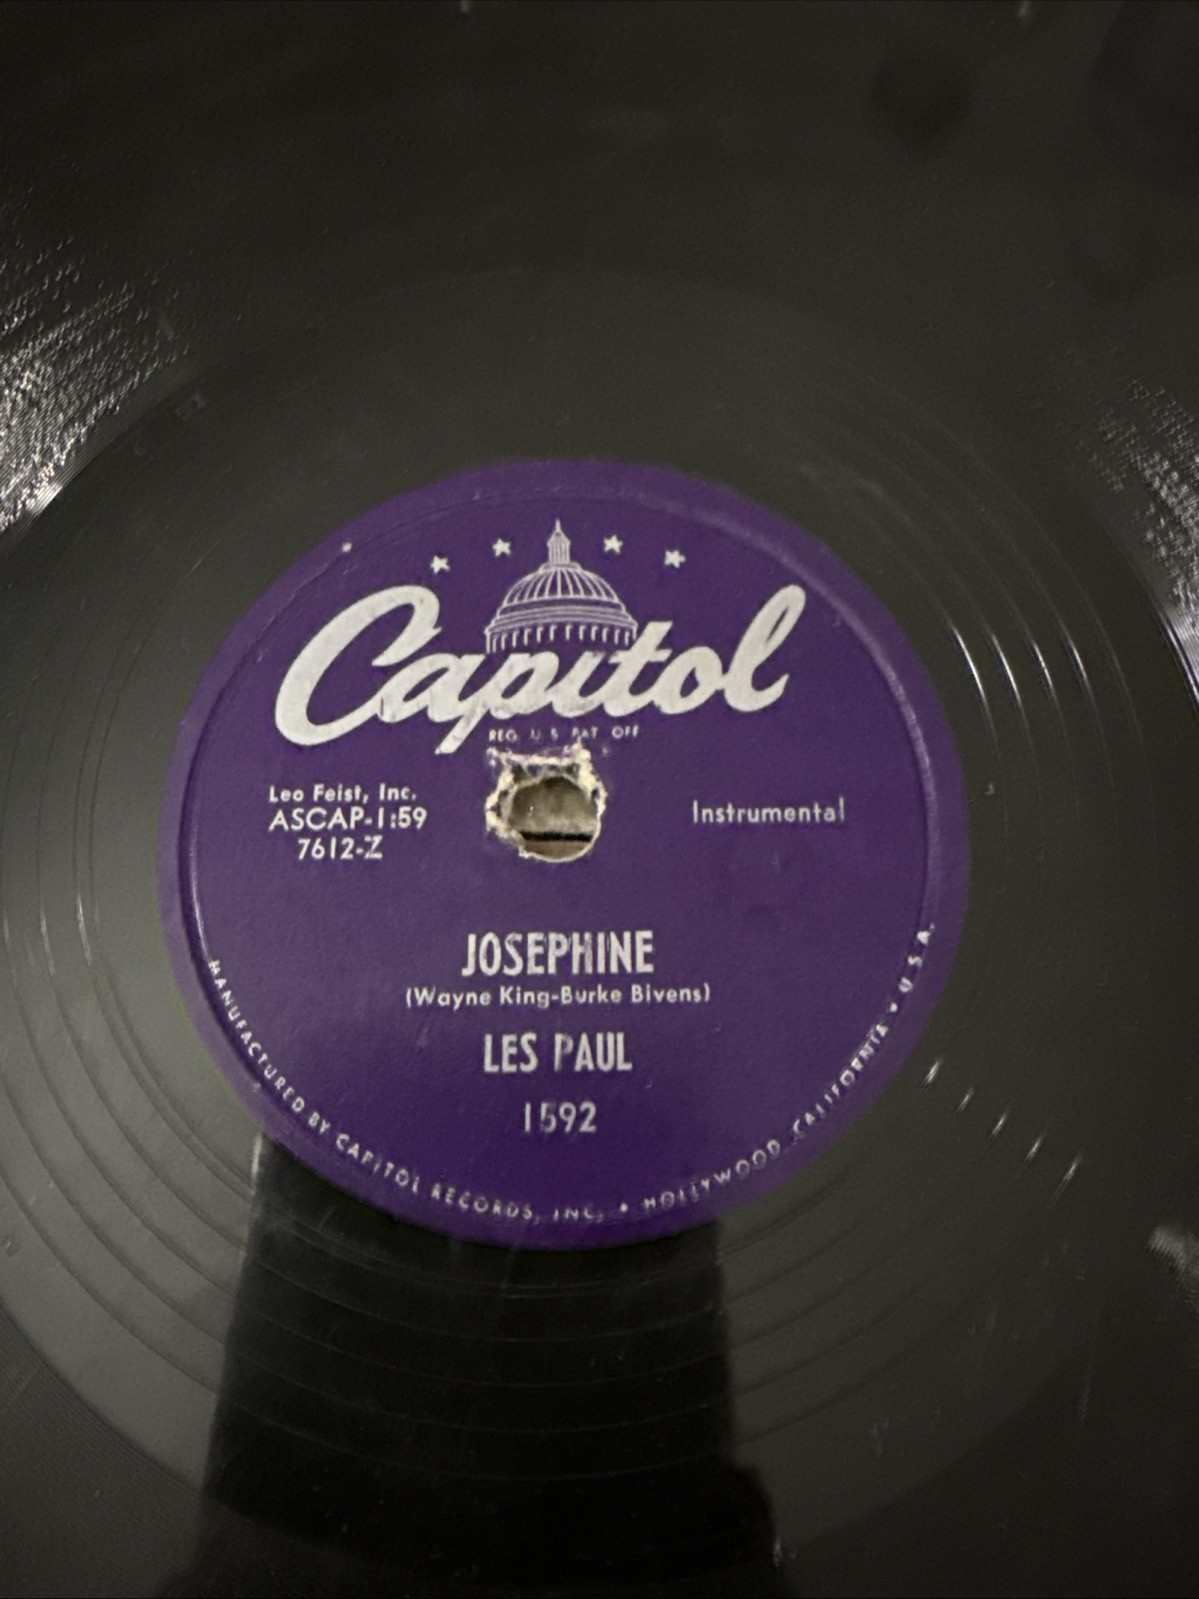 Capitol
REG. U.S. PAT. OFF.
Leo Feist, Inc.
ASCAP-1:59
7612-Z
Instrumental
JOSEPHINE
(Wayne King-Burke Bivens)
LES PAUL
1592
MANUFACTURED BY CAPITOL RECORDS, INC. • HOLLYWOOD, CALIFORNIA • U.S.A.